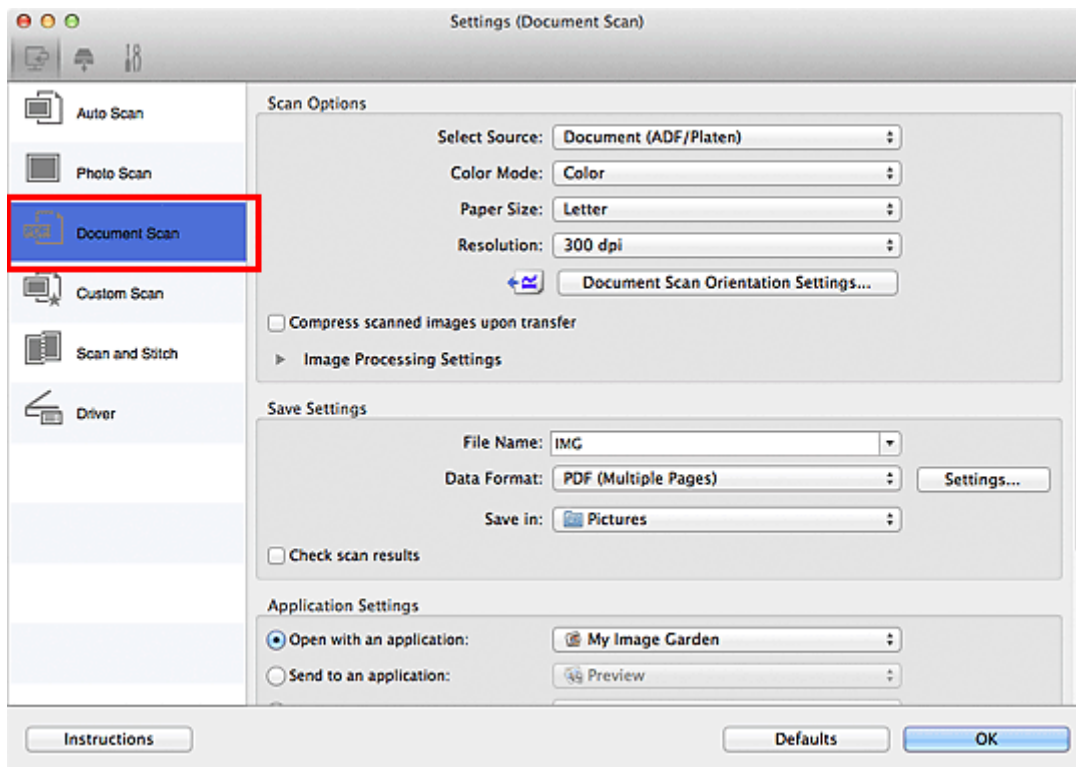 Settings (Document Scan)
Auto Scan
Photo Scan
Document Scan
Custom Scan
Scan and Stitch
Driver
Scan Options
Select Source: Document (ADF/Platen)
Color Mode: Color
Paper Size: Letter
Resolution: 300 dpi
Document Scan Orientation Settings...
Compress scanned images upon transfer
Image Processing Settings
Save Settings
File Name: IMG
Data Format: PDF (Multiple Pages) Settings...
Save in: Pictures
Check scan results
Application Settings
Open with an application: My Image Garden
Send to an application: Preview
Instructions Defaults OK